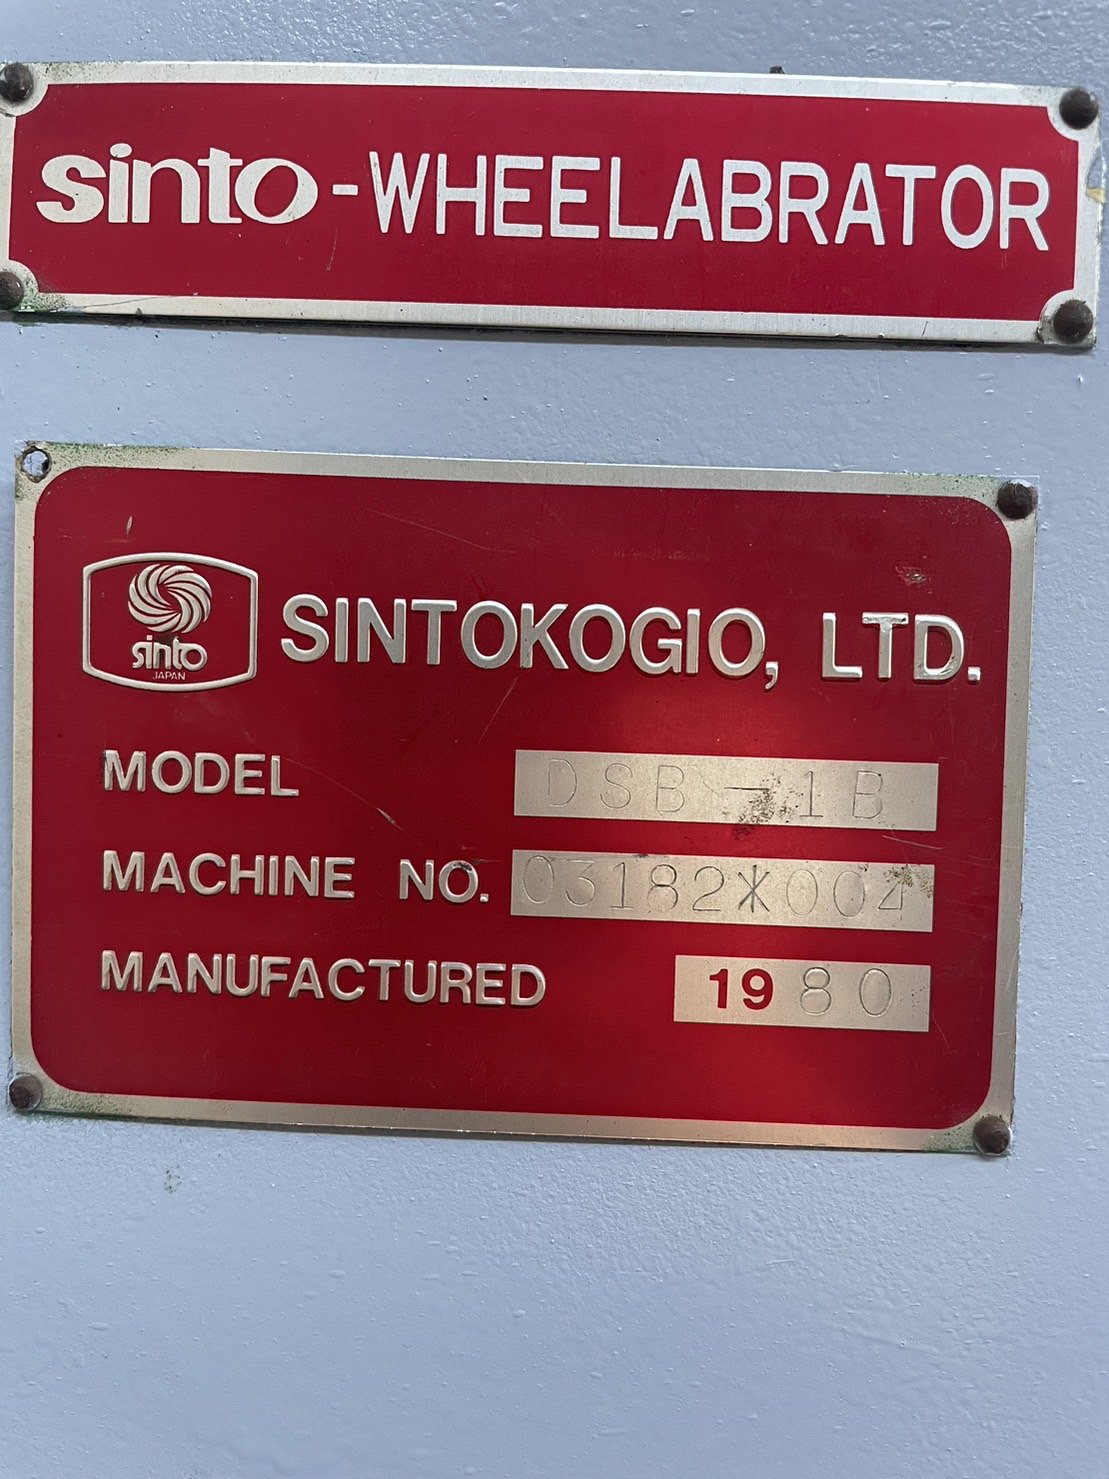 sinto-WHEELABRATOR
sinto
JAPAN
SINTOKOGIO, LTD.
MODEL DSB-1B
MACHINE NO. 03182*004
MANUFACTURED 1980